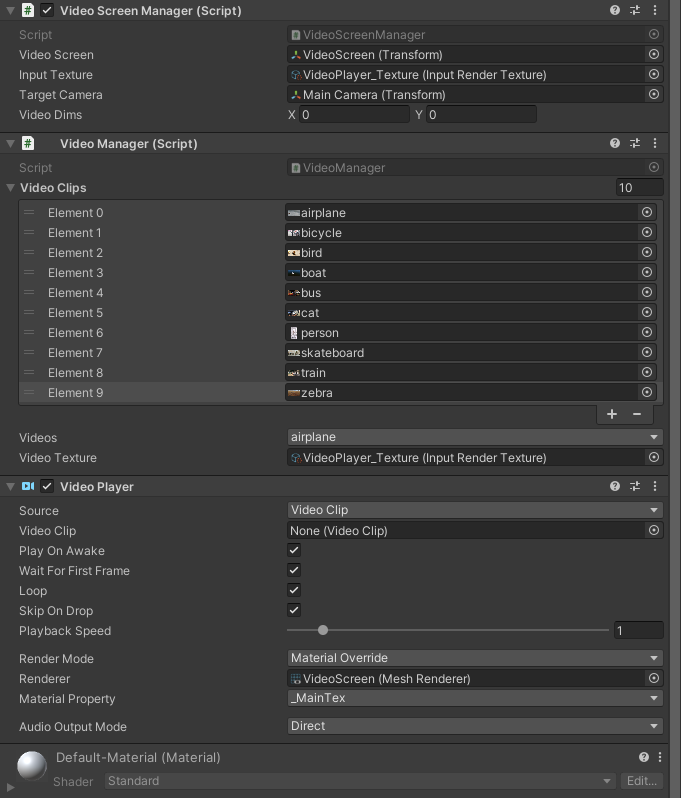 Video Screen Manager (Script)
Script VideoScreenManager
Video Screen VideoScreen (Transform)
Input Texture VideoPlayer_Texture (Input Render Texture)
Target Camera Main Camera (Transform)
Video Dims X 0 Y 0
Video Manager (Script)
Script VideoManager
Video Clips 10
Element 0 airplane
Element 1 bicycle
Element 2 bird
Element 3 boat
Element 4 bus
Element 5 cat
Element 6 person
Element 7 skateboard
Element 8 train
Element 9 zebra
Videos airplane
Video Texture VideoPlayer_Texture (Input Render Texture)
Video Player
Source Video Clip
Video Clip None (Video Clip)
Play On Awake
Wait For First Frame
Loop
Skip On Drop
Playback Speed 1
Render Mode Material Override
Renderer VideoScreen (Mesh Renderer)
Material Property _MainTex
Audio Output Mode Direct
Default-Material (Material)
Shader Standard Edit...